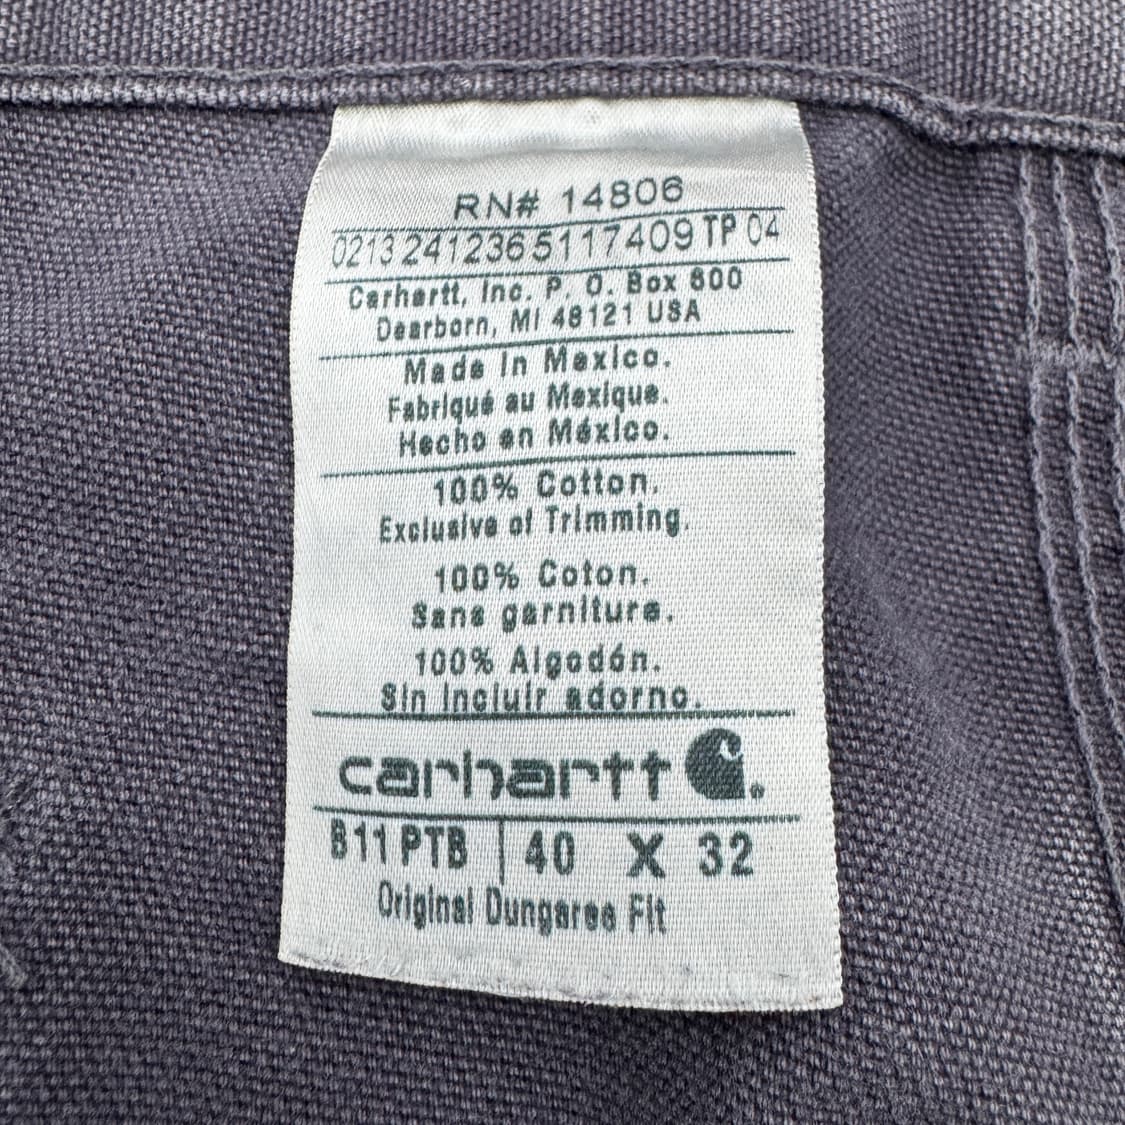 RN# 14806
0213 241236 5117409 TP 04
Carhartt, Inc. P. O. Box 600
Dearborn, MI 48121 USA
Made In Mexico.
Fabriqué au Mexique.
Hecho en México.
100% Cotton.
Exclusive of Trimming.
100% Coton.
Sans garniture.
100% Algodón.
Sin Incluir adorno.
carhartt
B11 PTB 40 X 32
Original Dungaree Fit